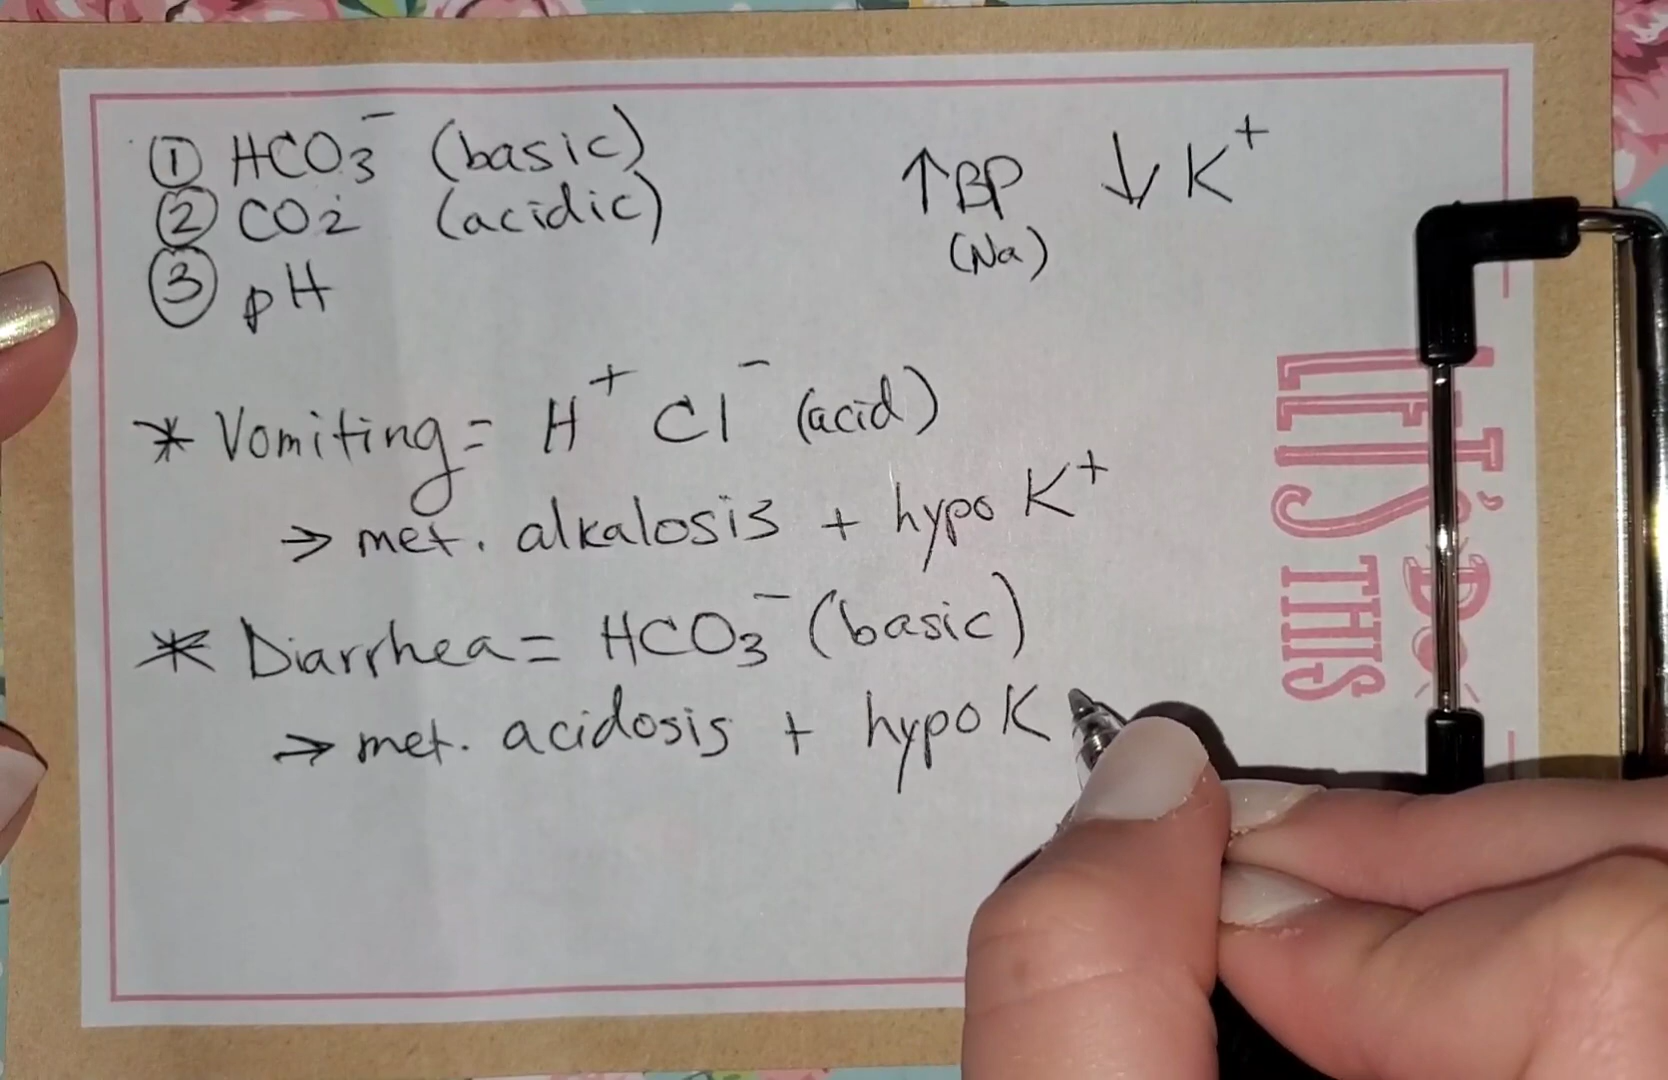 ① HCO3⁻ (basic)
② CO2 (acidic)
③ pH
↑BP ↓K⁺
(Na)
* Vomiting = H⁺ Cl⁻ (acid)
→ met. alkalosis + hypo K⁺
* Diarrhea = HCO3⁻ (basic)
→ met. acidosis + hypo K
LET'S DO
THIS